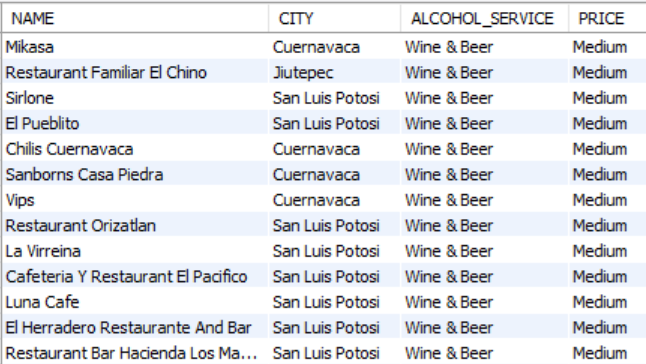 NAME CITY ALCOHOL_SERVICE PRICE
Mikasa Cuernavaca Wine & Beer Medium
Restaurant Familiar El Chino Jiutepec Wine & Beer Medium
Sirlone San Luis Potosi Wine & Beer Medium
El Pueblito San Luis Potosi Wine & Beer Medium
Chilis Cuernavaca Cuernavaca Wine & Beer Medium
Sanborns Casa Piedra Cuernavaca Wine & Beer Medium
Vips Cuernavaca Wine & Beer Medium
Restaurant Orizatlan San Luis Potosi Wine & Beer Medium
La Virreina San Luis Potosi Wine & Beer Medium
Cafeteria Y Restaurant El Pacifico San Luis Potosi Wine & Beer Medium
Luna Cafe San Luis Potosi Wine & Beer Medium
El Herradero Restaurante And Bar San Luis Potosi Wine & Beer Medium
Restaurant Bar Hacienda Los Ma... San Luis Potosi Wine & Beer Medium